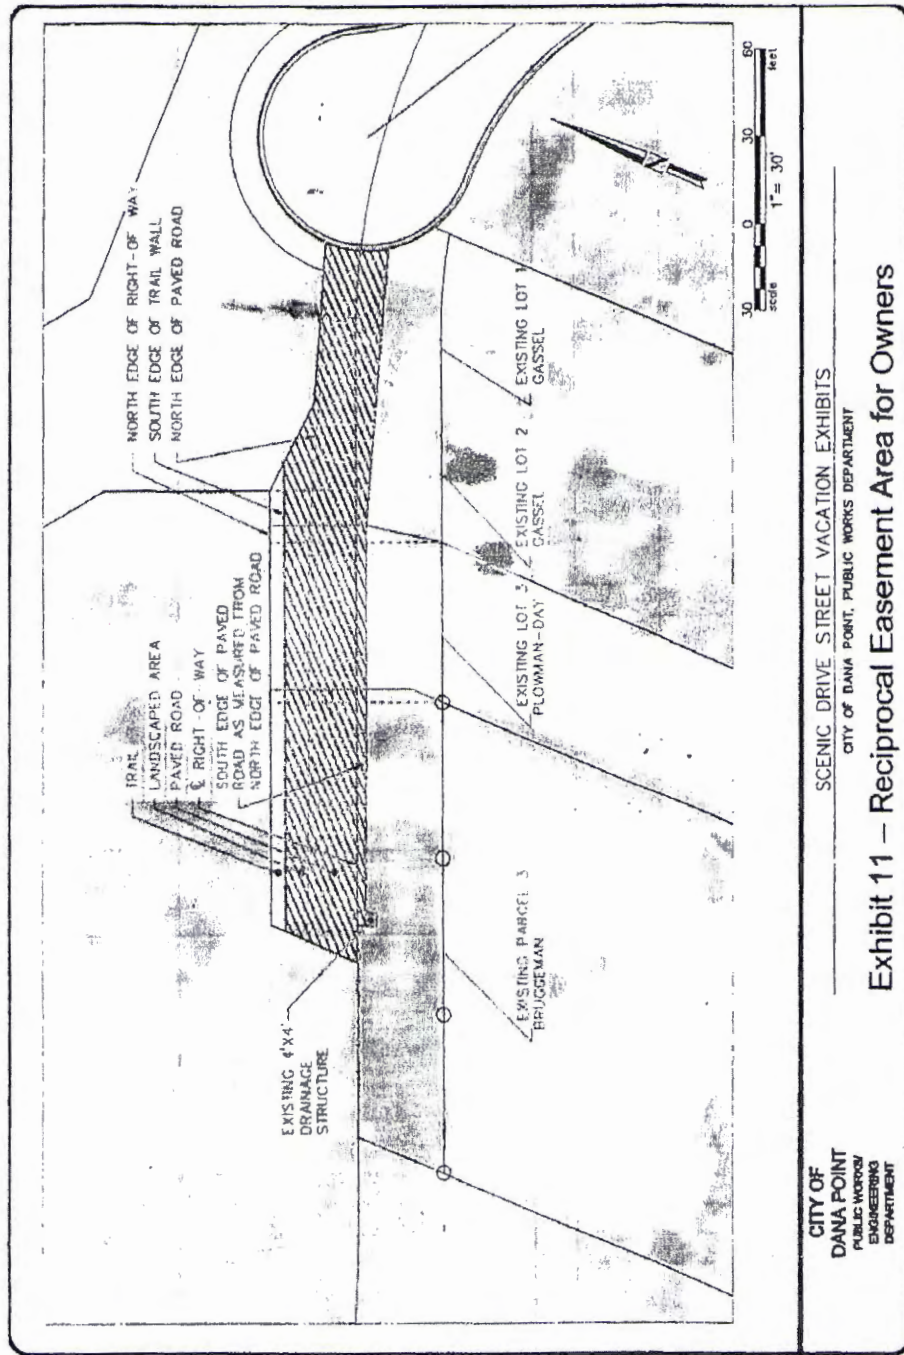 NORTH EDGE OF RIGHT-OF WAY
SOUTH EDGE OF TRAIL WALL
NORTH EDGE OF PAVED ROAD
TRAIL
LANDSCAPED AREA
PAVED ROAD
℄ RIGHT-OF WAY
SOUTH EDGE OF PAVED
ROAD AS MEASURED FROM
NORTH EDGE OF PAVED ROAD
EXISTING 4'X4'
DRAINAGE
STRUCTURE
EXISTING PARCEL 3
BRUGGEMAN
EXISTING LOT 3
PLOWMAN-DAY
EXISTING LOT 2
GASSEL
EXISTING LOT 1
GASSEL
N
30 0 30 60
scale 1"= 30' feet
CITY OF
DANA POINT
PUBLIC WORKS/
ENGINEERING
DEPARTMENT
SCENIC DRIVE STREET VACATION EXHIBITS
CITY OF DANA POINT, PUBLIC WORKS DEPARTMENT
Exhibit 11 – Reciprocal Easement Area for Owners